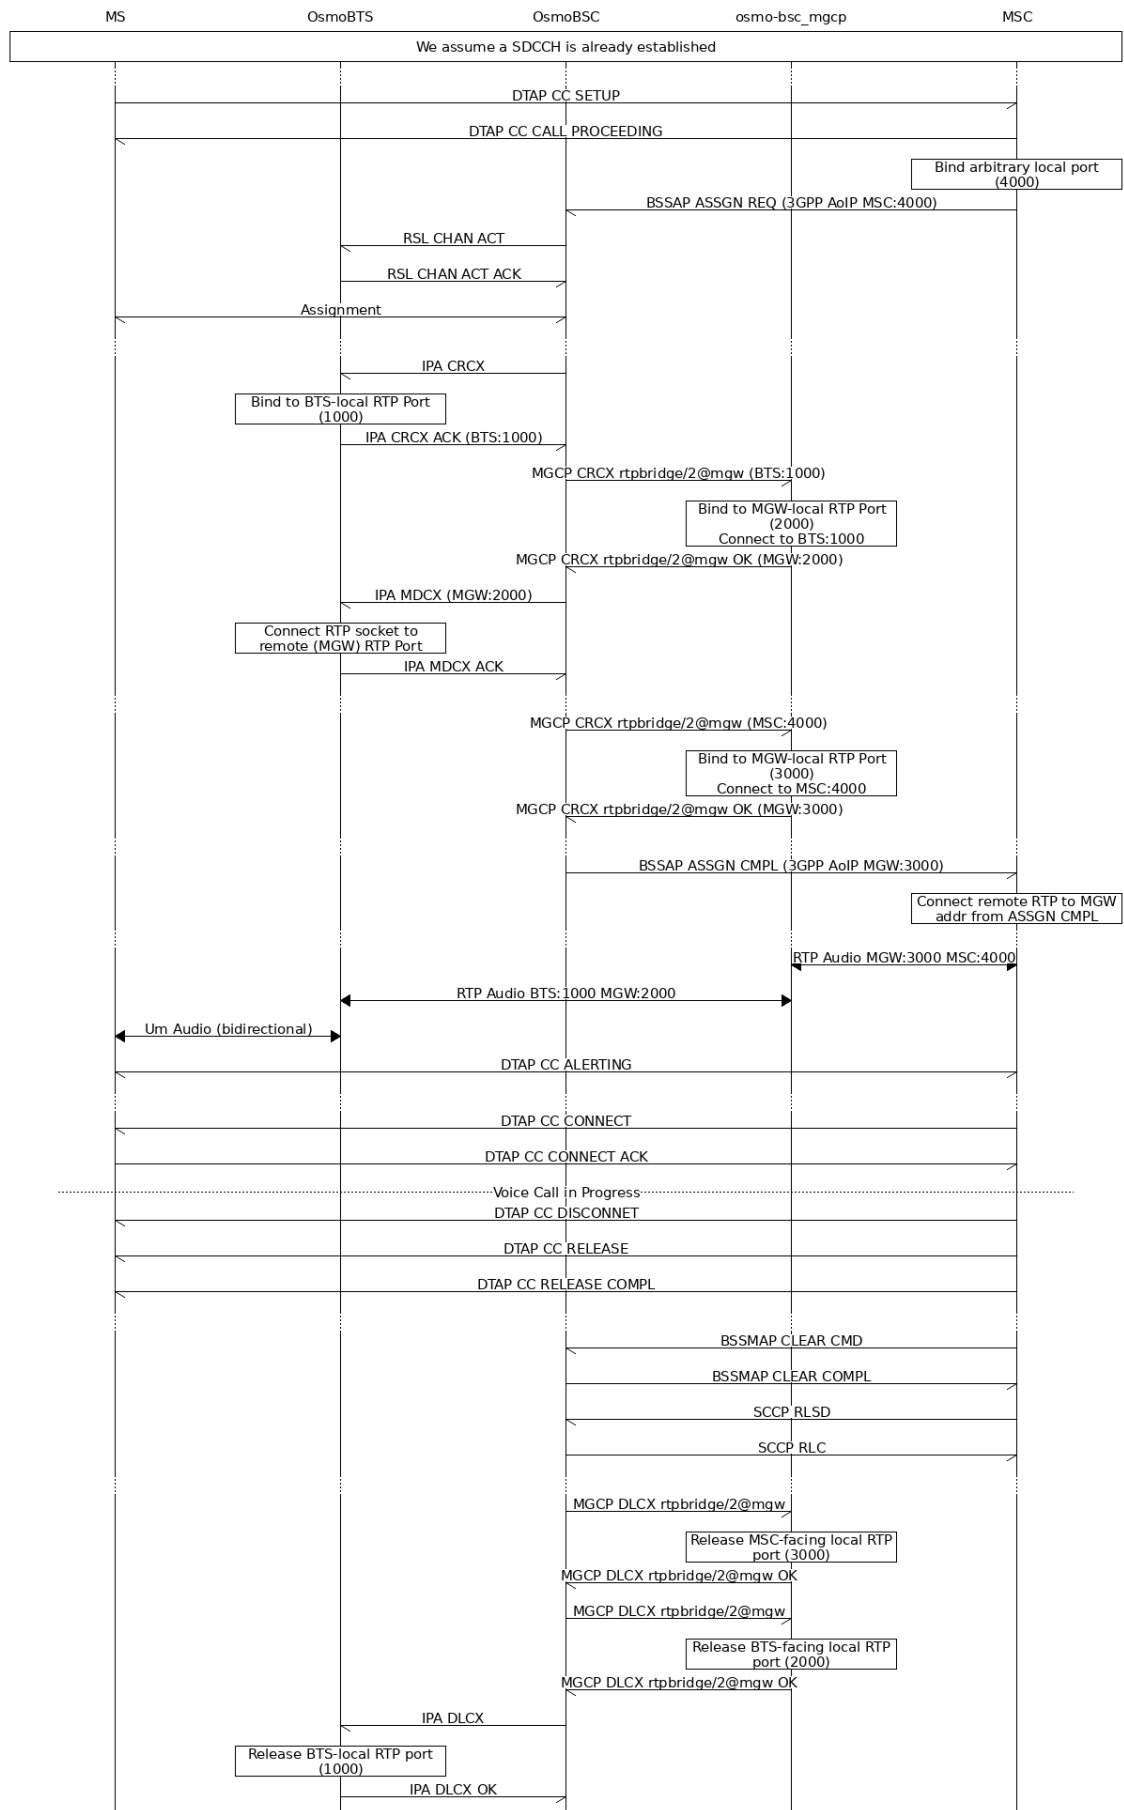 MS
OsmoBTS
OsmoBSC
osmo-bsc_mgcp
MSC
We assume a SDCCH is already established
DTAP CC SETUP
DTAP CC CALL PROCEEDING
Bind arbitrary local port
(4000)
BSSAP ASSGN REQ (3GPP AoIP MSC:4000)
RSL CHAN ACT
RSL CHAN ACT ACK
Assignment
IPA CRCX
Bind to BTS-local RTP Port
(1000)
IPA CRCX ACK (BTS:1000)
MGCP CRCX rtpbridge/2@mgw (BTS:1000)
Bind to MGW-local RTP Port
(2000)
Connect to BTS:1000
MGCP CRCX rtpbridge/2@mgw OK (MGW:2000)
IPA MDCX (MGW:2000)
Connect RTP socket to
remote (MGW) RTP Port
IPA MDCX ACK
MGCP CRCX rtpbridge/2@mgw (MSC:4000)
Bind to MGW-local RTP Port
(3000)
Connect to MSC:4000
MGCP CRCX rtpbridge/2@mgw OK (MGW:3000)
BSSAP ASSGN CMPL (3GPP AoIP MGW:3000)
Connect remote RTP to MGW
addr from ASSGN CMPL
RTP Audio MGW:3000 MSC:4000
RTP Audio BTS:1000 MGW:2000
Um Audio (bidirectional)
DTAP CC ALERTING
DTAP CC CONNECT
DTAP CC CONNECT ACK
Voice Call in Progress
DTAP CC DISCONNET
DTAP CC RELEASE
DTAP CC RELEASE COMPL
BSSMAP CLEAR CMD
BSSMAP CLEAR COMPL
SCCP RLSD
SCCP RLC
MGCP DLCX rtpbridge/2@mgw
Release MSC-facing local RTP
port (3000)
MGCP DLCX rtpbridge/2@mgw OK
MGCP DLCX rtpbridge/2@mgw
Release BTS-facing local RTP
port (2000)
MGCP DLCX rtpbridge/2@mgw OK
IPA DLCX
Release BTS-local RTP port
(1000)
IPA DLCX OK